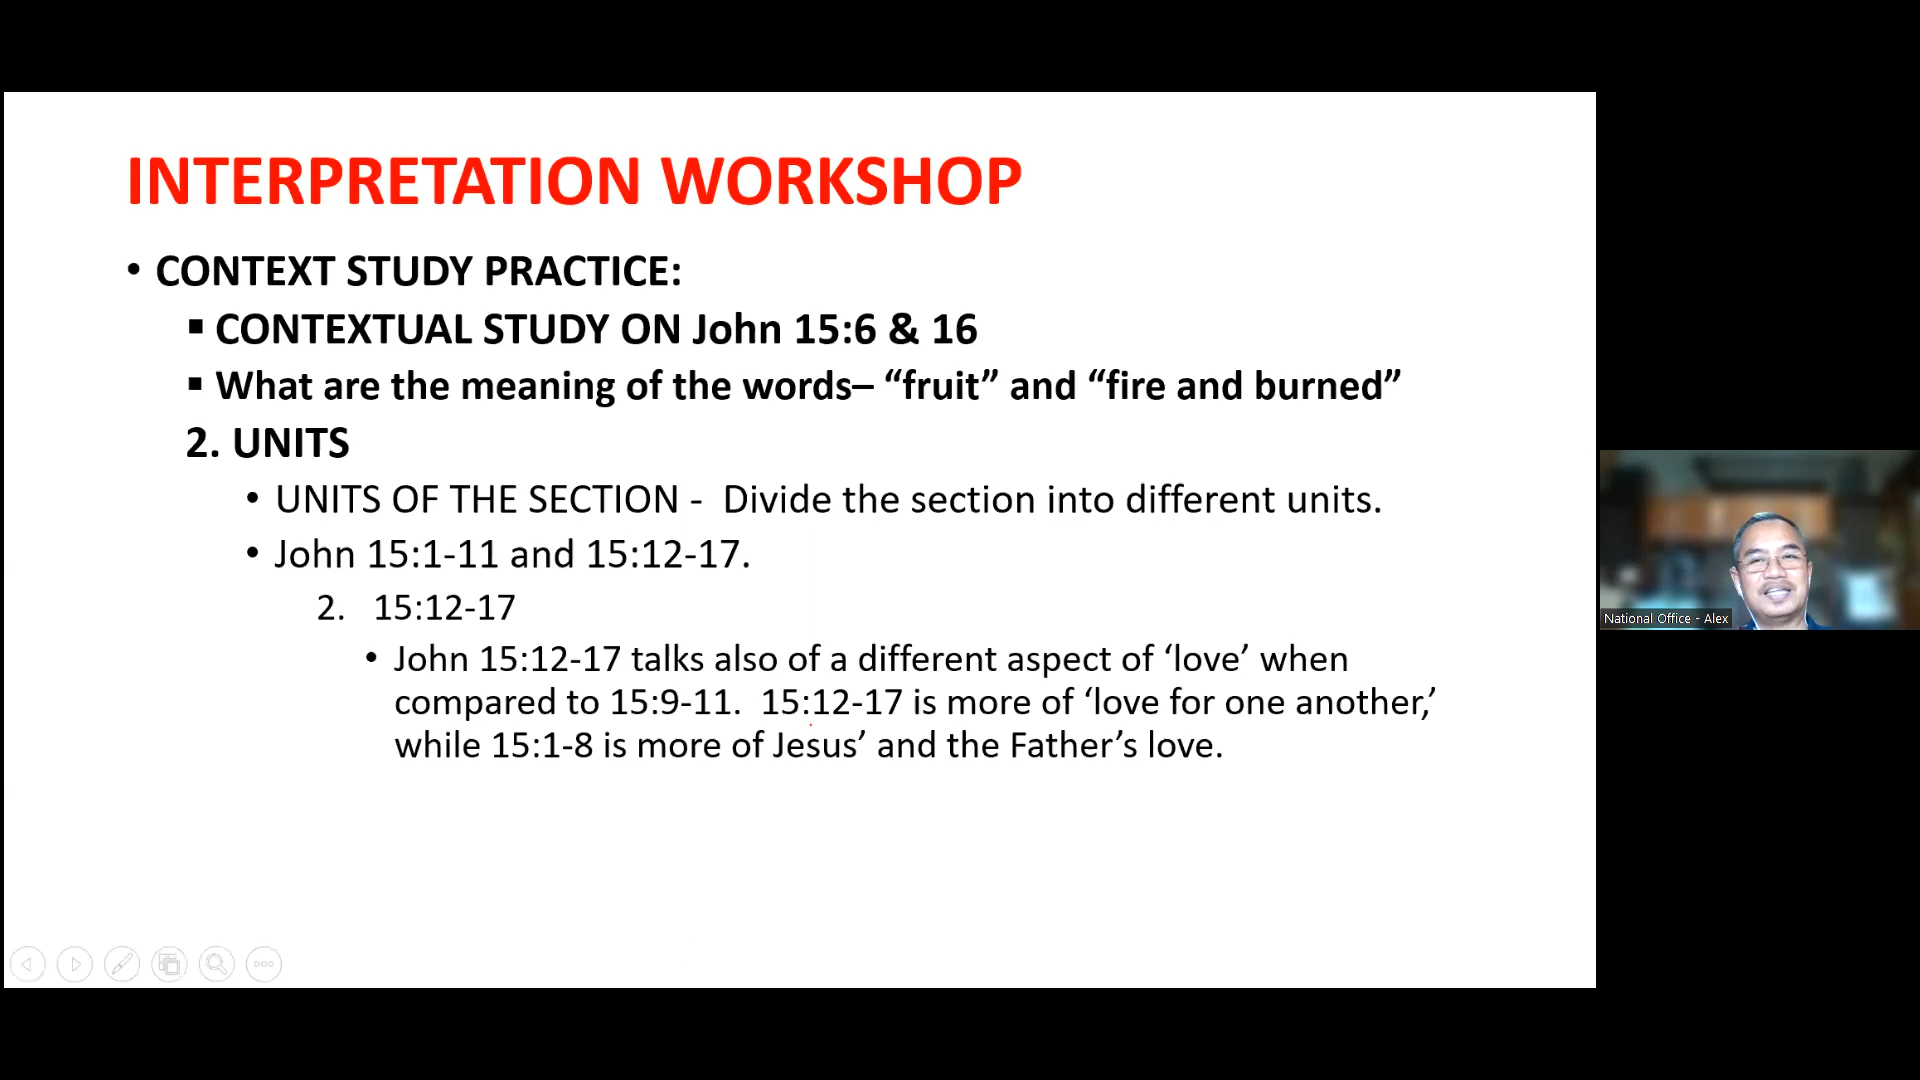 INTERPRETATION WORKSHOP
• CONTEXT STUDY PRACTICE:
▪ CONTEXTUAL STUDY ON John 15:6 & 16
▪ What are the meaning of the words– “fruit” and “fire and burned”
2. UNITS
• UNITS OF THE SECTION -  Divide the section into different units.
• John 15:1-11 and 15:12-17.
2. 15:12-17
• John 15:12-17 talks also of a different aspect of ‘love’ when
compared to 15:9-11.  15:12-17 is more of ‘love for one another,’
while 15:1-8 is more of Jesus’ and the Father’s love.
National Office - Alex